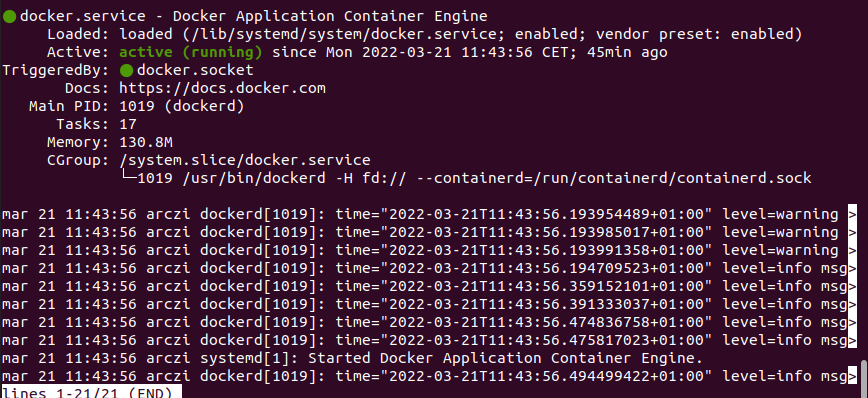 ● docker.service - Docker Application Container Engine
     Loaded: loaded (/lib/systemd/system/docker.service; enabled; vendor preset: enabled)
     Active: active (running) since Mon 2022-03-21 11:43:56 CET; 45min ago
TriggeredBy: ● docker.socket
       Docs: https://docs.docker.com
   Main PID: 1019 (dockerd)
      Tasks: 17
     Memory: 130.8M
     CGroup: /system.slice/docker.service
             └─1019 /usr/bin/dockerd -H fd:// --containerd=/run/containerd/containerd.sock
mar 21 11:43:56 arczi dockerd[1019]: time="2022-03-21T11:43:56.193954489+01:00" level=warning >
mar 21 11:43:56 arczi dockerd[1019]: time="2022-03-21T11:43:56.193985017+01:00" level=warning >
mar 21 11:43:56 arczi dockerd[1019]: time="2022-03-21T11:43:56.193991358+01:00" level=warning >
mar 21 11:43:56 arczi dockerd[1019]: time="2022-03-21T11:43:56.194709523+01:00" level=info msg>
mar 21 11:43:56 arczi dockerd[1019]: time="2022-03-21T11:43:56.359152101+01:00" level=info msg>
mar 21 11:43:56 arczi dockerd[1019]: time="2022-03-21T11:43:56.391333037+01:00" level=info msg>
mar 21 11:43:56 arczi dockerd[1019]: time="2022-03-21T11:43:56.474836758+01:00" level=info msg>
mar 21 11:43:56 arczi dockerd[1019]: time="2022-03-21T11:43:56.475817023+01:00" level=info msg>
mar 21 11:43:56 arczi systemd[1]: Started Docker Application Container Engine.
mar 21 11:43:56 arczi dockerd[1019]: time="2022-03-21T11:43:56.494499422+01:00" level=info msg>
lines 1-21/21 (END)